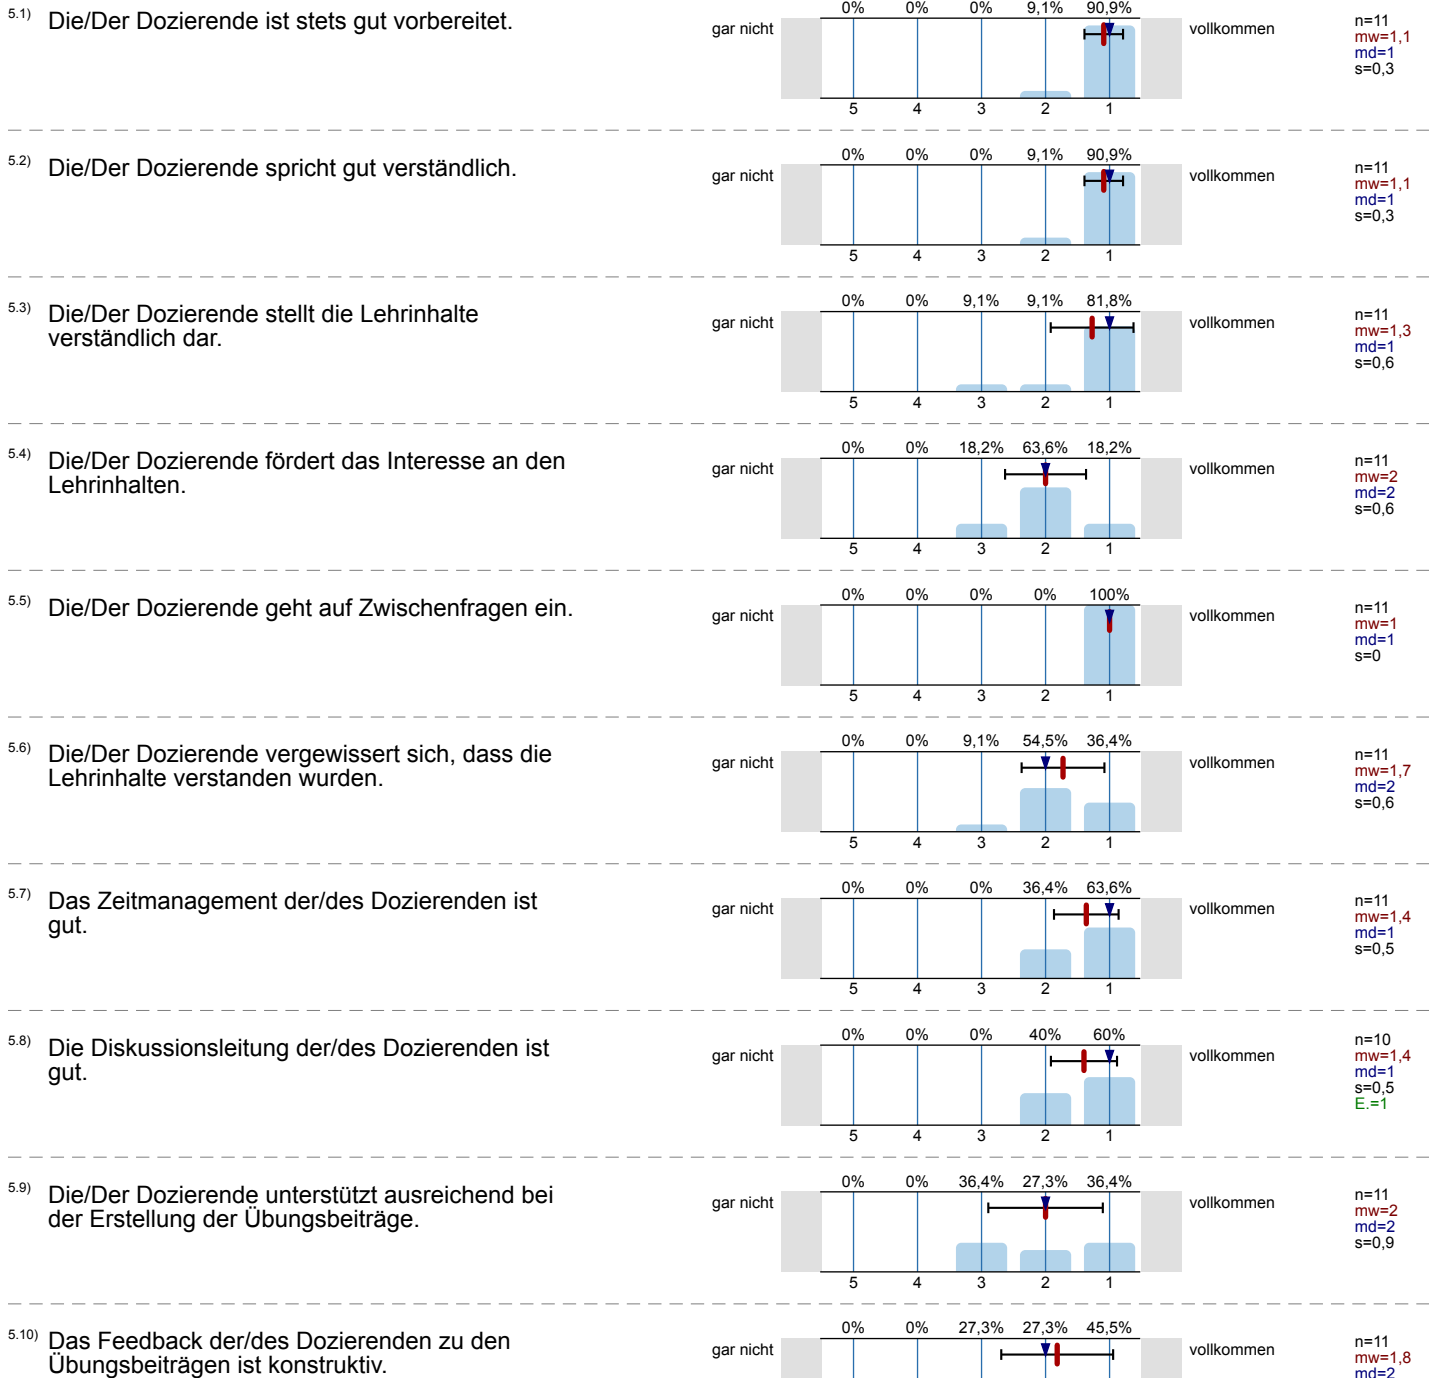 5.1) Die/Der Dozierende ist stets gut vorbereitet.
0% 0% 0% 9,1% 90,9%
gar nicht vollkommen
5 4 3 2 1
n=11
mw=1,1
md=1
s=0,3
5.2) Die/Der Dozierende spricht gut verständlich.
0% 0% 0% 9,1% 90,9%
gar nicht vollkommen
5 4 3 2 1
n=11
mw=1,1
md=1
s=0,3
5.3) Die/Der Dozierende stellt die Lehrinhalte
verständlich dar.
0% 0% 9,1% 9,1% 81,8%
gar nicht vollkommen
5 4 3 2 1
n=11
mw=1,3
md=1
s=0,6
5.4) Die/Der Dozierende fördert das Interesse an den
Lehrinhalten.
0% 0% 18,2% 63,6% 18,2%
gar nicht vollkommen
5 4 3 2 1
n=11
mw=2
md=2
s=0,6
5.5) Die/Der Dozierende geht auf Zwischenfragen ein.
0% 0% 0% 0% 100%
gar nicht vollkommen
5 4 3 2 1
n=11
mw=1
md=1
s=0
5.6) Die/Der Dozierende vergewissert sich, dass die
Lehrinhalte verstanden wurden.
0% 0% 9,1% 54,5% 36,4%
gar nicht vollkommen
5 4 3 2 1
n=11
mw=1,7
md=2
s=0,6
5.7) Das Zeitmanagement der/des Dozierenden ist
gut.
0% 0% 0% 36,4% 63,6%
gar nicht vollkommen
5 4 3 2 1
n=11
mw=1,4
md=1
s=0,5
5.8) Die Diskussionsleitung der/des Dozierenden ist
gut.
0% 0% 0% 40% 60%
gar nicht vollkommen
5 4 3 2 1
n=10
mw=1,4
md=1
s=0,5
E.=1
5.9) Die/Der Dozierende unterstützt ausreichend bei
der Erstellung der Übungsbeiträge.
0% 0% 36,4% 27,3% 36,4%
gar nicht vollkommen
5 4 3 2 1
n=11
mw=2
md=2
s=0,9
5.10) Das Feedback der/des Dozierenden zu den
Übungsbeiträgen ist konstruktiv.
0% 0% 27,3% 27,3% 45,5%
gar nicht vollkommen
n=11
mw=1,8
md=2